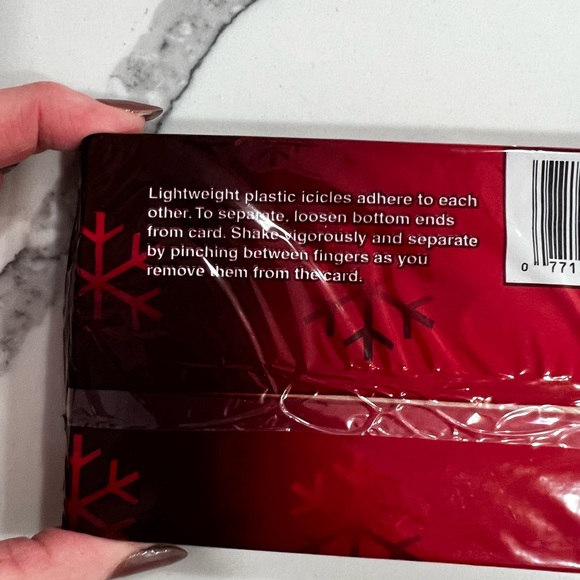 Lightweight plastic icicles adhere to each
other. To separate, loosen bottom ends
from card. Shake vigorously and separate
by pinching between fingers as you
remove them from the card.
0 771